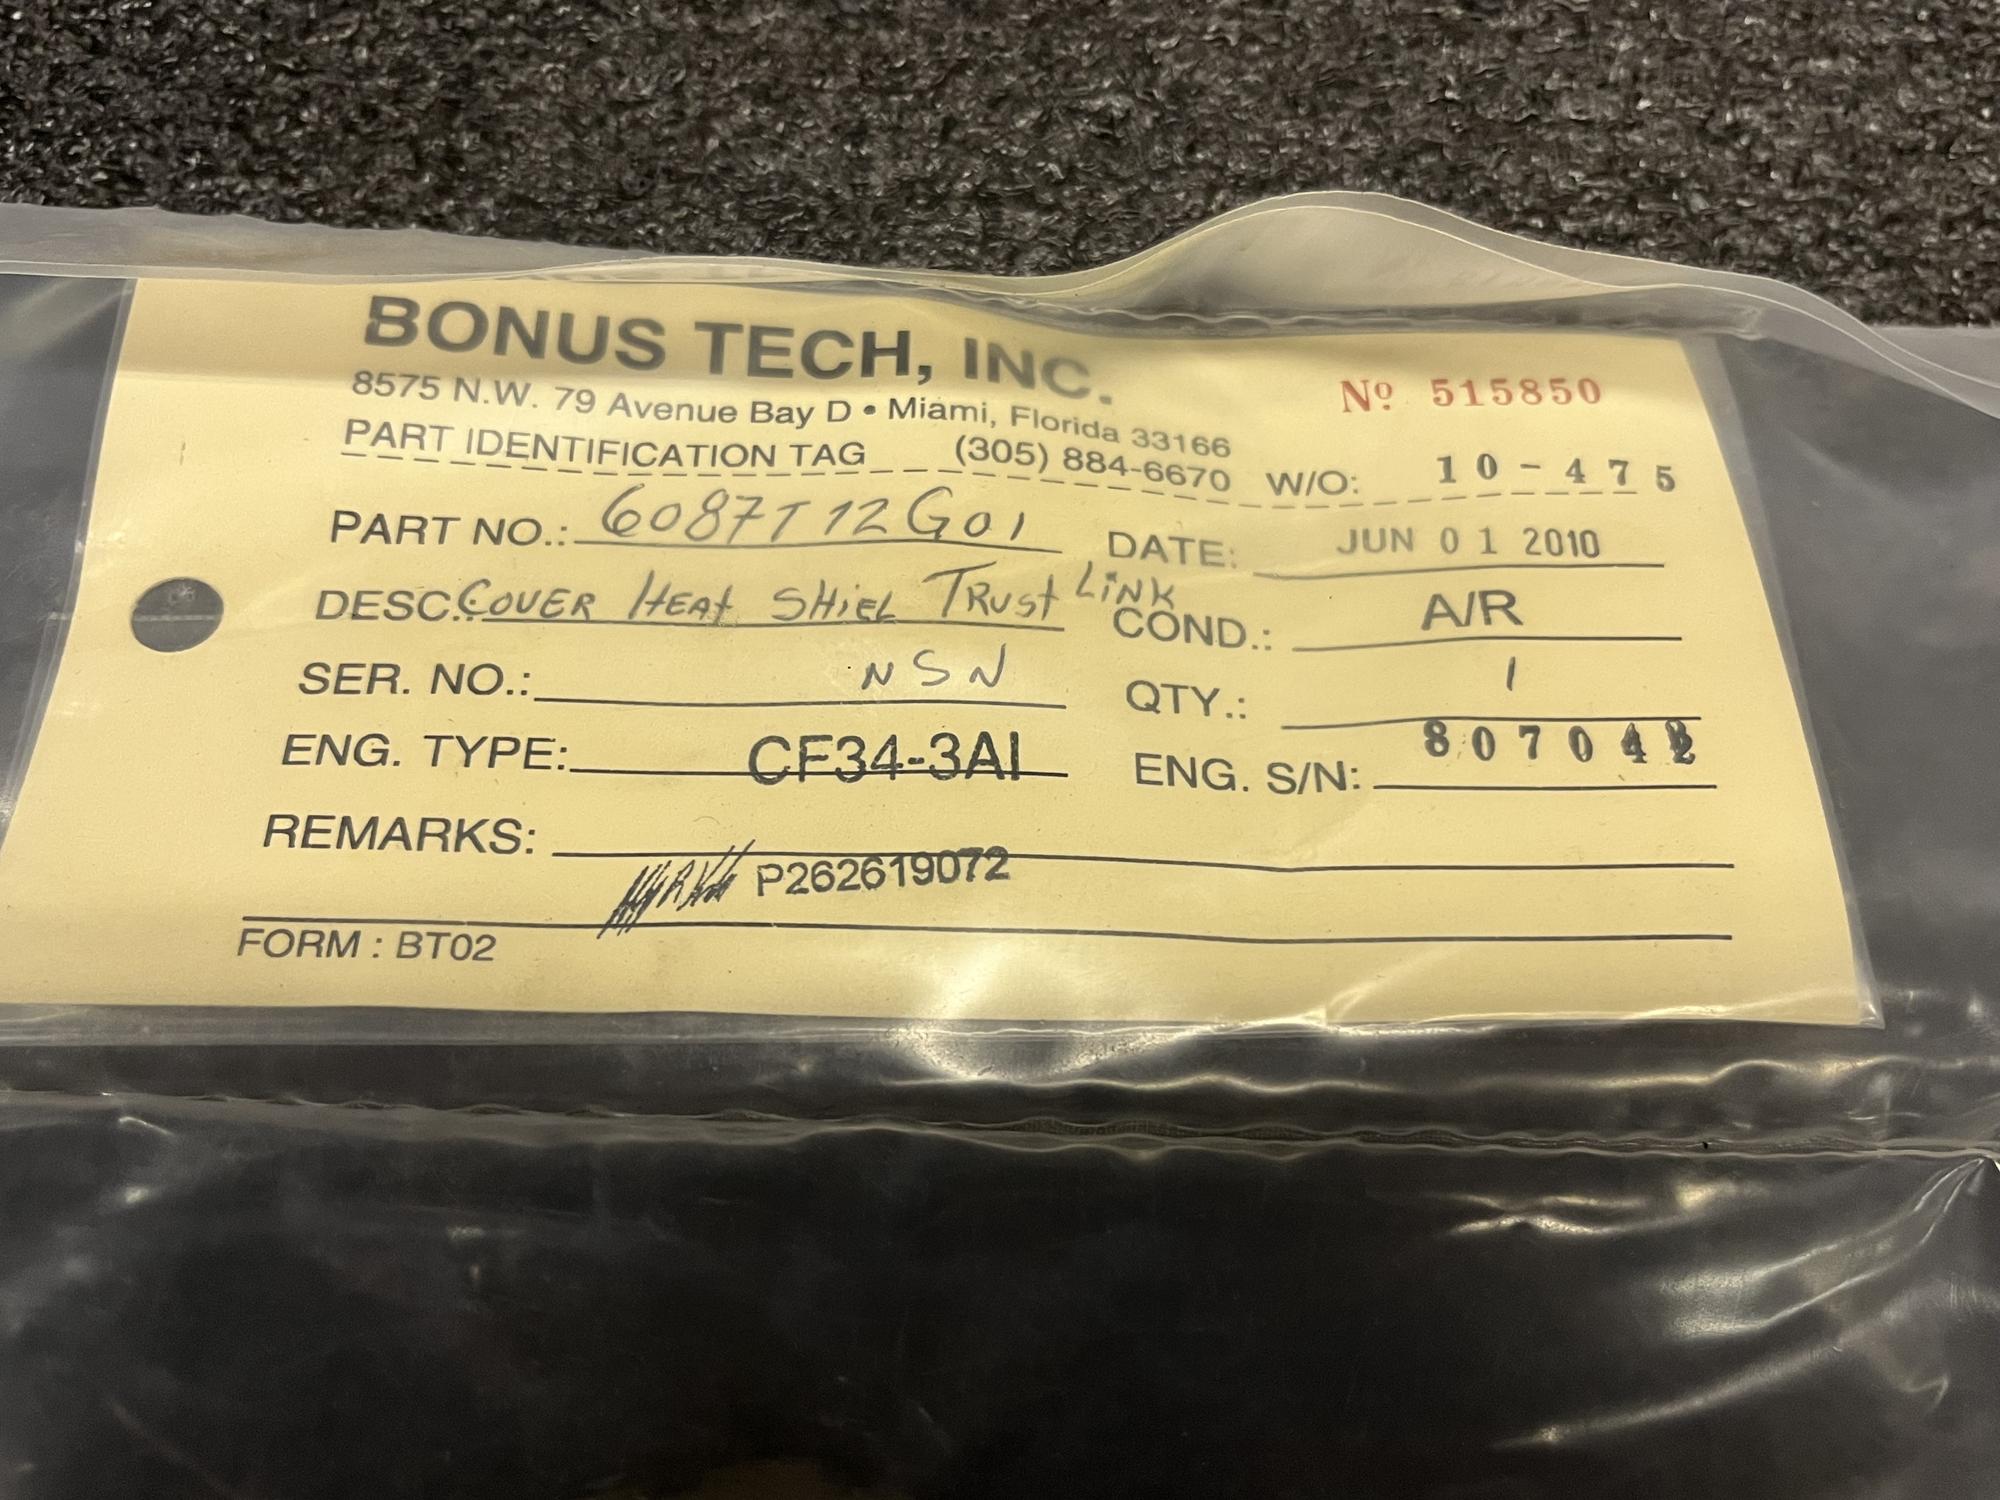 BONUS TECH, INC.
8575 N.W. 79 Avenue Bay D • Miami, Florida 33166
Nº 515850
PART IDENTIFICATION TAG (305) 884-6670 W/O: 10-475
PART NO.: 6087T12G01 DATE: JUN 01 2010
DESC.: COVER HEAT SHIEL TRUST LINK COND.: A/R
SER. NO.: NSN QTY.: 1
ENG. TYPE: CF34-3A1 ENG. S/N:
REMARKS:
P262619072
FORM : BT02